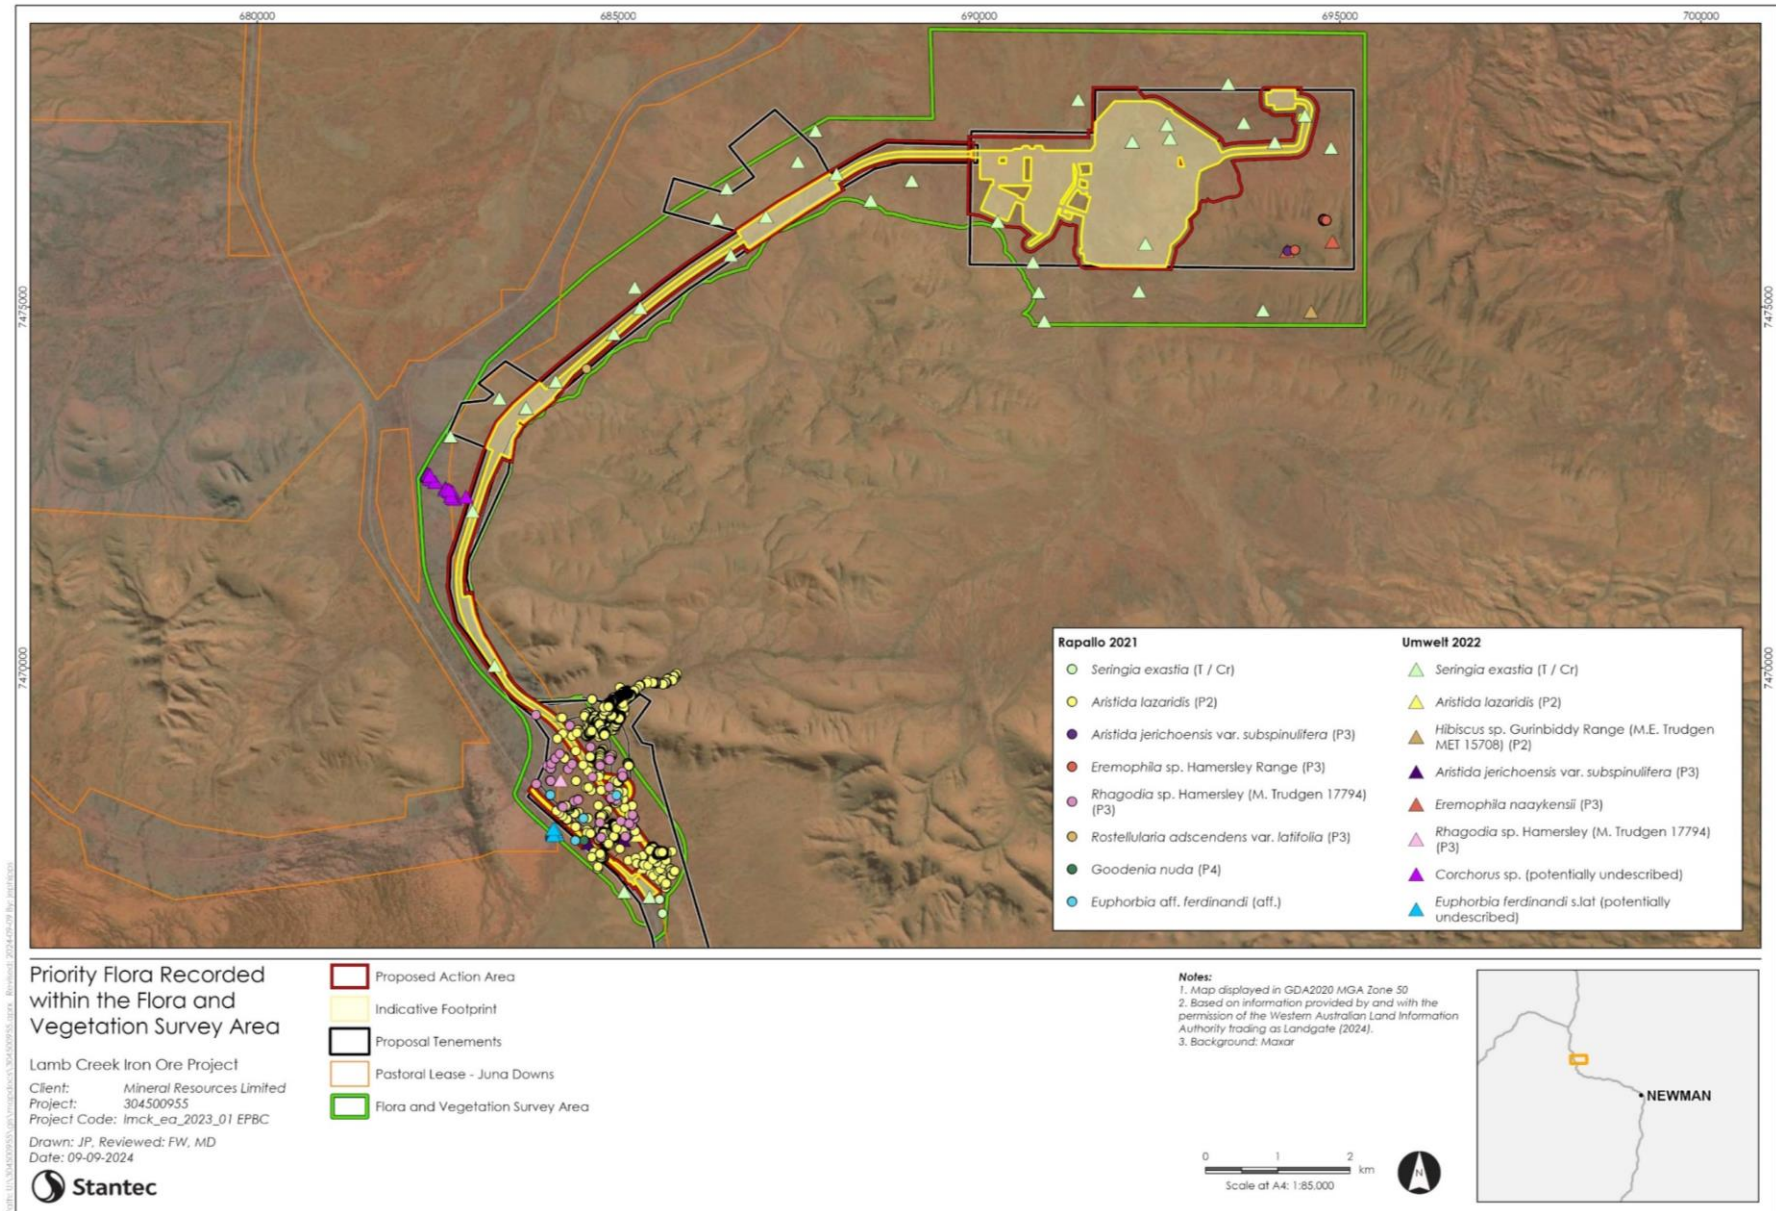 680000
685000
690000
695000
700000
7475000
7475000
7470000
7470000
Rapallo 2021
Seringia exastia (T / Cr)
Aristida lazaridis (P2)
Aristida jerichoensis var. subspinulifera (P3)
Eremophila sp. Hamersley Range (P3)
Rhagodia sp. Hamersley (M. Trudgen 17794)
(P3)
Rostellularia adscendens var. latifolia (P3)
Goodenia nuda (P4)
Euphorbia aff. ferdinandi (aff.)
Umwelt 2022
Seringia exastia (T / Cr)
Aristida lazaridis (P2)
Hibiscus sp. Gurinbiddy Range (M.E. Trudgen
MET 15708) (P2)
Aristida jerichoensis var. subspinulifera (P3)
Eremophila naaykensii (P3)
Rhagodia sp. Hamersley (M. Trudgen 17794)
(P3)
Corchorus sp. (potentially undescribed)
Euphorbia ferdinandi s.lat (potentially
undescribed)
Priority Flora Recorded
within the Flora and
Vegetation Survey Area
Lamb Creek Iron Ore Project
Client: Mineral Resources Limited
Project: 304500955
Project Code: lmck_ea_2023_01 EPBC
Drawn: JP, Reviewed: FW, MD
Date: 09-09-2024
Stantec
Proposed Action Area
Indicative Footprint
Proposal Tenements
Pastoral Lease - Juna Downs
Flora and Vegetation Survey Area
Notes:
1. Map displayed in GDA2020 MGA Zone 50
2. Based on information provided by and with the
permission of the Western Australian Land Information
Authority trading as Landgate (2024).
3. Background: Maxar
0 1 2
km
Scale at A4: 1:85,000
N
NEWMAN